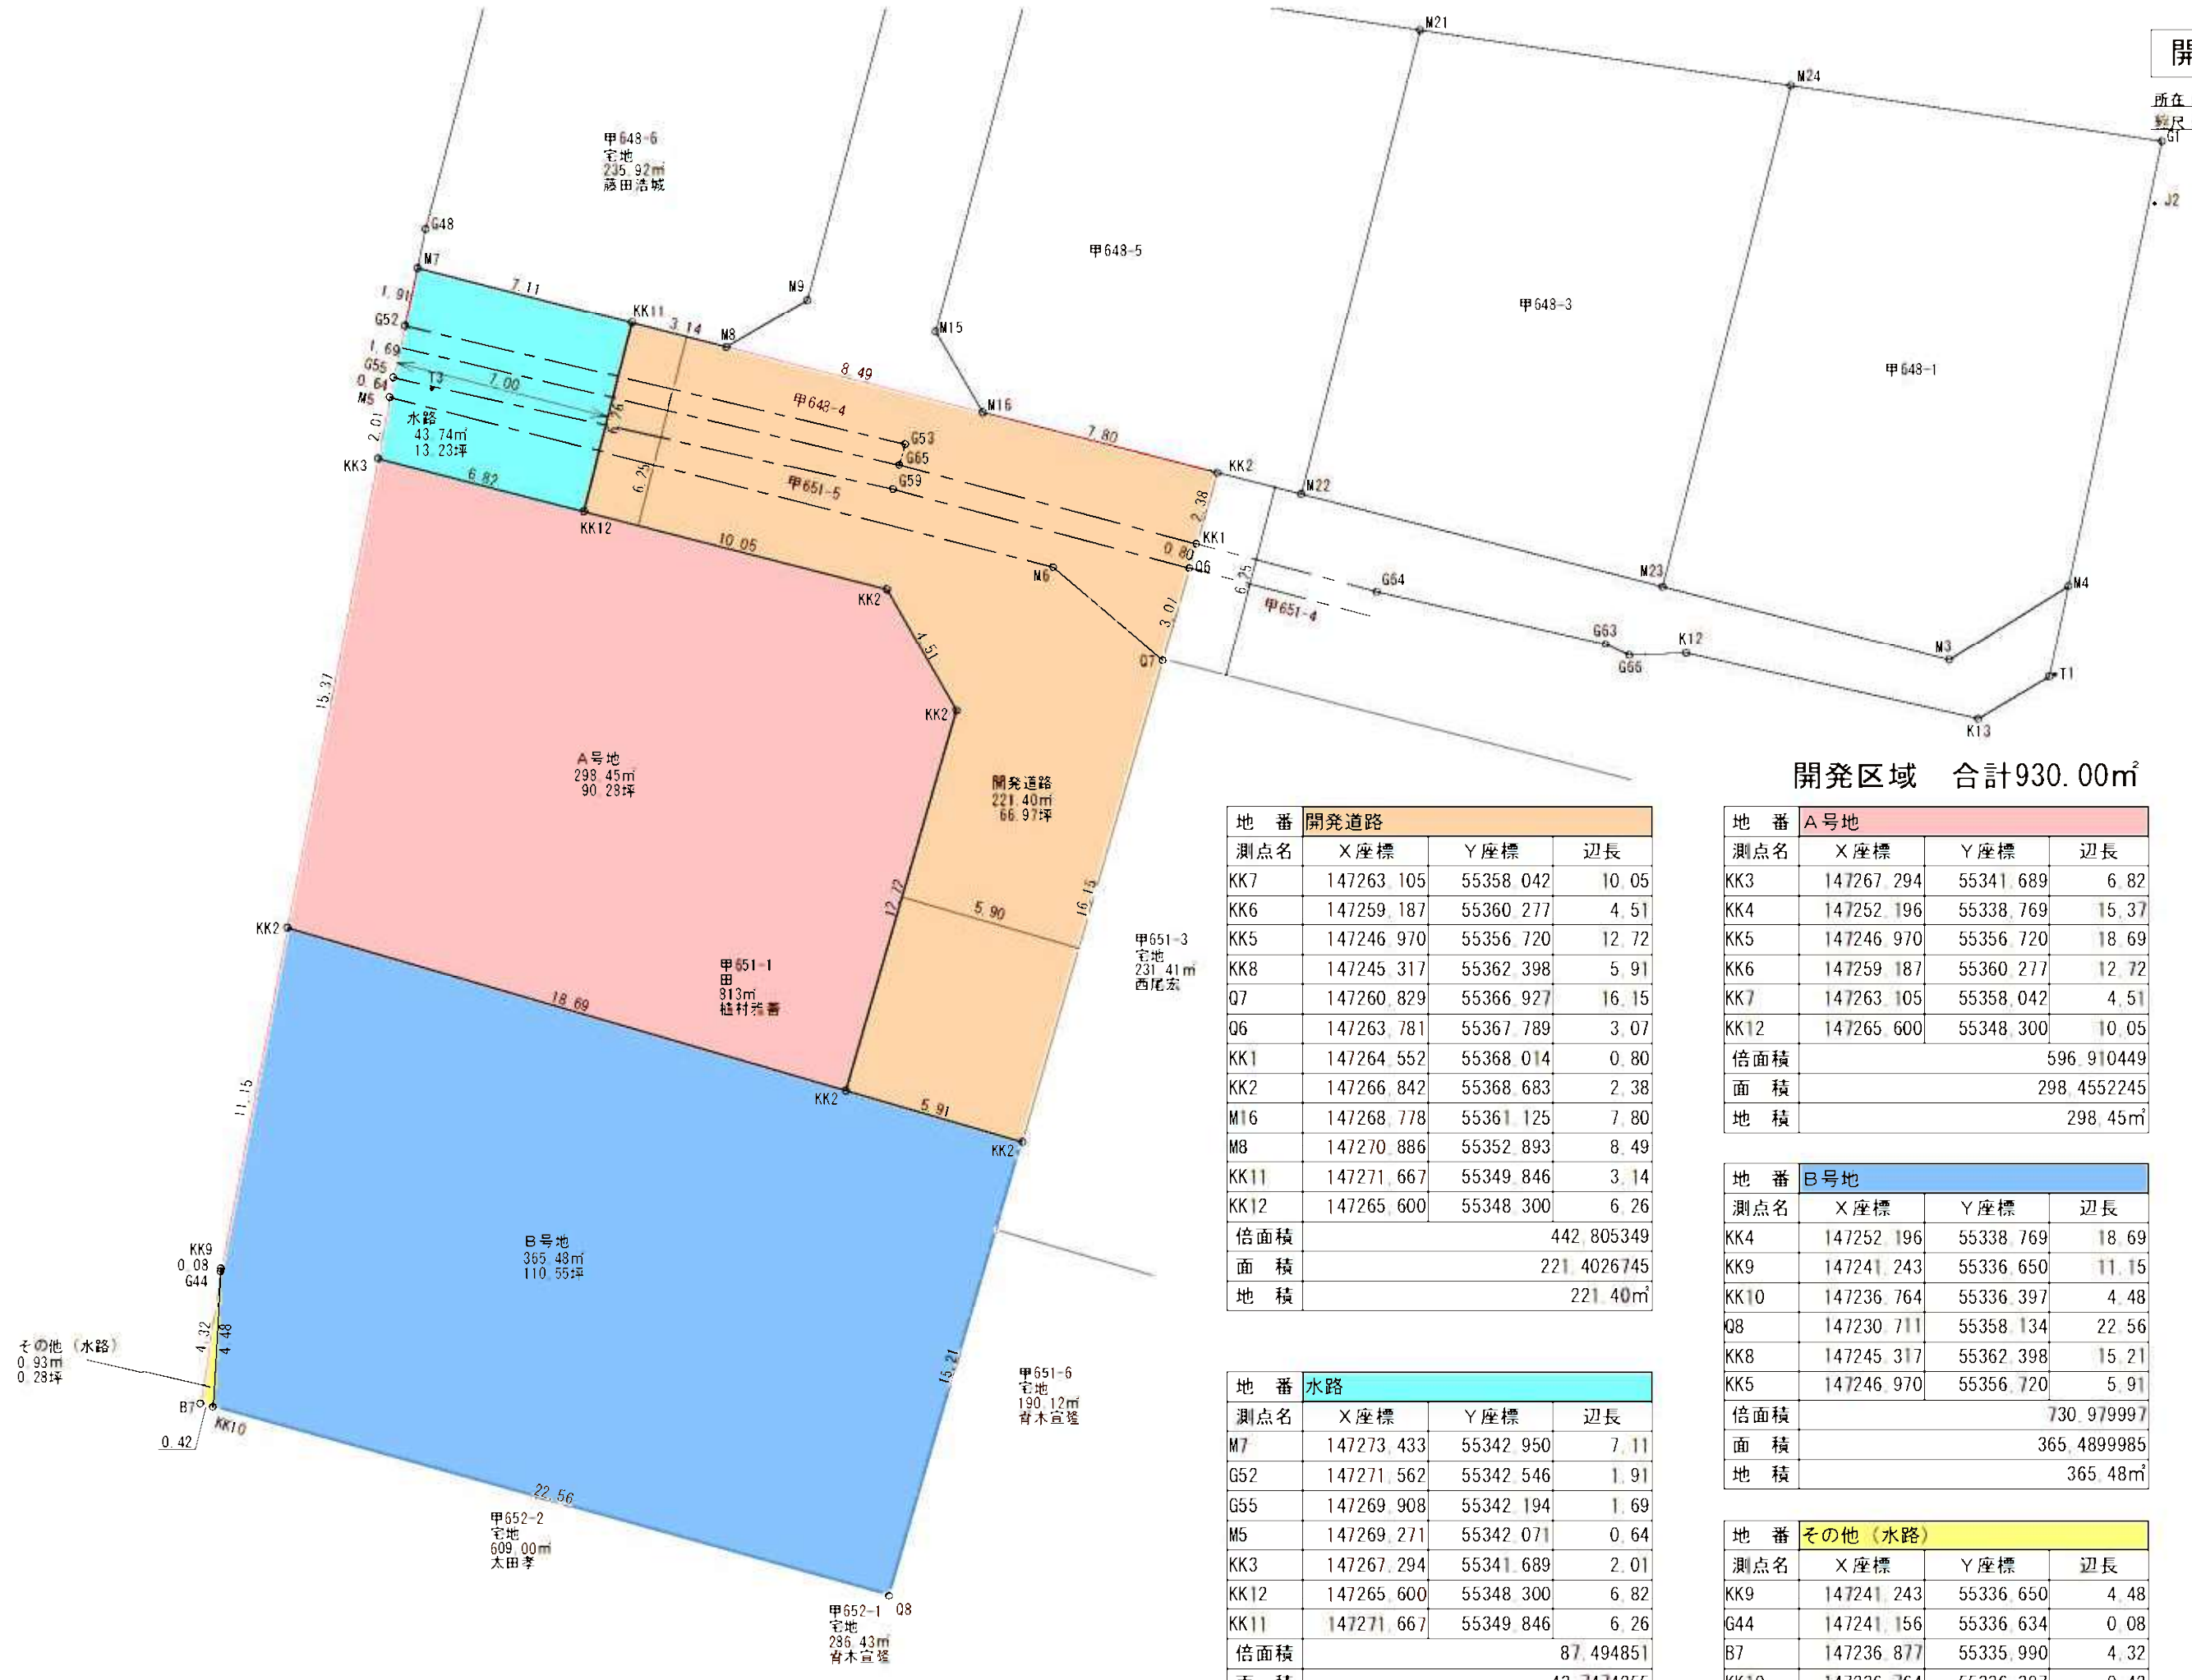 M21
M24
開
所在
縮尺
G1
J2
甲648-6
宅地
235.92㎡
藤田浩城
G48
M7
甲648-5
甲648-3
甲648-1
1.91
7.11
KK11
3.14
M8
M9
M15
G52
1.69
G55
0.64
M5
T3
7.00
6.26
2.01
水路
43.74㎡
13.23坪
KK3
6.82
KK12
6.25
8.49
甲648-4
M16
7.80
G53
G65
G59
甲651-5
KK2
M22
2.38
KK1
0.80
Q6
6.25
G64
甲651-4
M23
M4
10.05
M6
3.07
G63
G66
K12
M3
T1
KK2
4.51
Q7
K13
KK2
15.37
A号地
298.45㎡
90.28坪
開発道路
221.40㎡
66.97坪
開発区域 合計930.00㎡
12.72
5.90
16.15
甲651-3
宅地
231.41㎡
西尾宏
KK2
甲651-1
田
813㎡
18.69
KK2
5.91
KK2
11.15
B号地
365.48㎡
110.55坪
KK9
0.08
G44
4.32
4.48
その他(水路)
0.93㎡
0.28坪
B7
KK10
0.42
15.21
甲651-6
宅地
190.12㎡
青木宣隆
22.56
甲652-2
宅地
609.00㎡
太田孝
甲652-1
Q8
宅地
286.43㎡
青木宣隆
地 番 開発道路
測点名 X座標 Y座標 辺長
KK7 147263.105 55358.042 10.05
KK6 147259.187 55360.277 4.51
KK5 147246.970 55356.720 12.72
KK8 147245.317 55362.398 5.91
Q7 147260.829 55366.927 16.15
Q6 147263.781 55367.789 3.07
KK1 147264.552 55368.014 0.80
KK2 147266.842 55368.683 2.38
M16 147268.778 55361.125 7.80
M8 147270.886 55352.893 8.49
KK11 147271.667 55349.846 3.14
KK12 147265.600 55348.300 6.26
倍面積 442.805349
面 積 221.4026745
地 積 221.40㎡
地 番 水路
測点名 X座標 Y座標 辺長
M7 147273.433 55342.950 7.11
G52 147271.562 55342.546 1.91
G55 147269.908 55342.194 1.69
M5 147269.271 55342.071 0.64
KK3 147267.294 55341.689 2.01
KK12 147265.600 55348.300 6.82
KK11 147271.667 55349.846 6.26
倍面積 87.494851
地 番 A号地
測点名 X座標 Y座標 辺長
KK3 147267.294 55341.689 6.82
KK4 147252.196 55338.769 15.37
KK5 147246.970 55356.720 18.69
KK6 147259.187 55360.277 12.72
KK7 147263.105 55358.042 4.51
KK12 147265.600 55348.300 10.05
倍面積 596.910449
面 積 298.4552245
地 積 298.45㎡
地 番 B号地
測点名 X座標 Y座標 辺長
KK4 147252.196 55338.769 18.69
KK9 147241.243 55336.650 11.15
KK10 147236.764 55336.397 4.48
Q8 147230.711 55358.134 22.56
KK8 147245.317 55362.398 15.21
KK5 147246.970 55356.720 5.91
倍面積 730.979997
面 積 365.4899985
地 積 365.48㎡
地 番 その他(水路)
測点名 X座標 Y座標 辺長
KK9 147241.243 55336.650 4.48
G44 147241.156 55336.634 0.08
B7 147236.877 55335.990 4.32